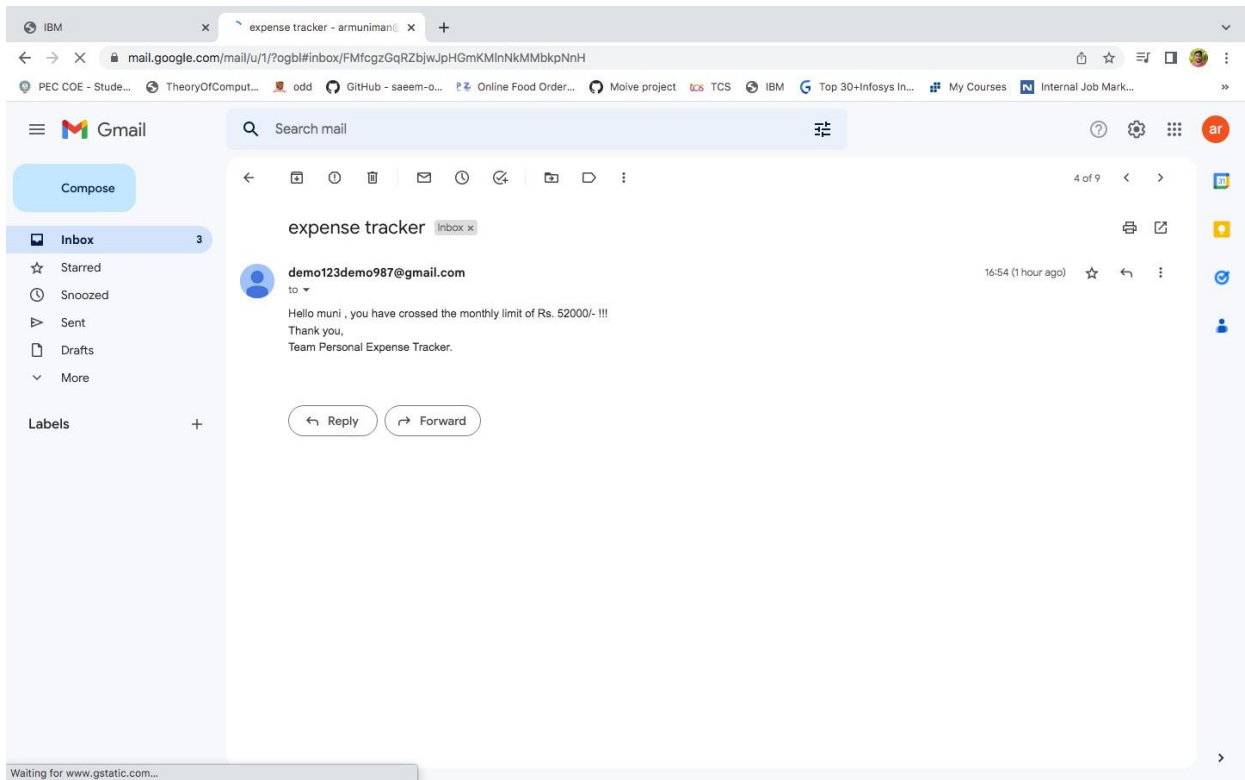 IBM
expense tracker - armuniman@
mail.google.com/mail/u/1/?ogbl#inbox/FMfcgzGqRZbjwJpHGmKMlnNkMMbkpNnH
PEC COE - Stude... TheoryOfComput... odd GitHub - saeem-o... Online Food Order... Moive project tcs TCS IBM Top 30+Infosys In... My Courses N Internal Job Mark... »
Gmail
Search mail
ar
Compose
4 of 9
31
expense tracker Inbox ×
Inbox 3
Starred
Snoozed
Sent
Drafts
More
Labels +
demo123demo987@gmail.com
16:54 (1 hour ago)
to
Hello muni , you have crossed the monthly limit of Rs. 52000/- !!!
Thank you,
Team Personal Expense Tracker.
Reply
Forward
Waiting for www.gstatic.com...